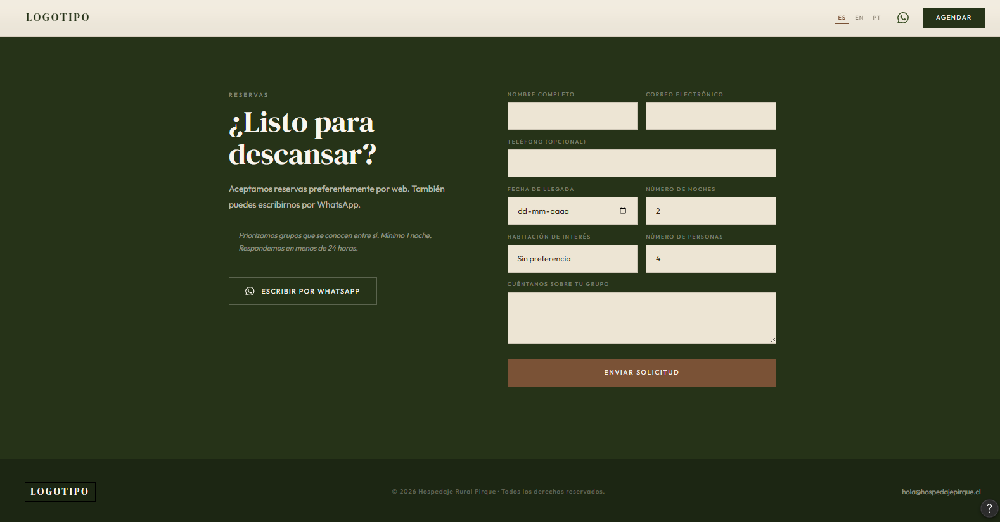 LOGOTIPO
ES EN PT
AGENDAR
RESERVAS
¿Listo para
descansar?
Aceptamos reservas preferentemente por web. También
puedes escribirnos por WhatsApp.
Priorizamos grupos que se conocen entre sí. Mínimo 1 noche.
Respondemos en menos de 24 horas.
ESCRIBIR POR WHATSAPP
NOMBRE COMPLETO
CORREO ELECTRÓNICO
TELÉFONO (OPCIONAL)
FECHA DE LLEGADA
dd-mm-aaaa
NÚMERO DE NOCHES
2
HABITACIÓN DE INTERÉS
Sin preferencia
NÚMERO DE PERSONAS
4
CUÉNTANOS SOBRE TU GRUPO
ENVIAR SOLICITUD
LOGOTIPO
© 2026 Hospedaje Rural Pirque · Todos los derechos reservados.
hola@hospedajepirque.cl
?